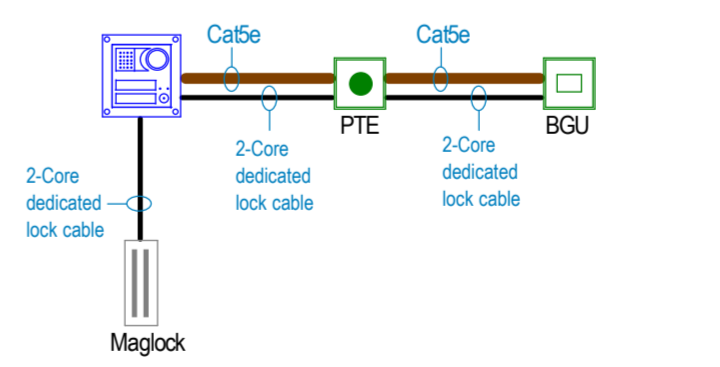 Cat5e
Cat5e
PTE
BGU
2-Core
dedicated
lock cable
2-Core
dedicated
lock cable
2-Core
dedicated
lock cable
Maglock